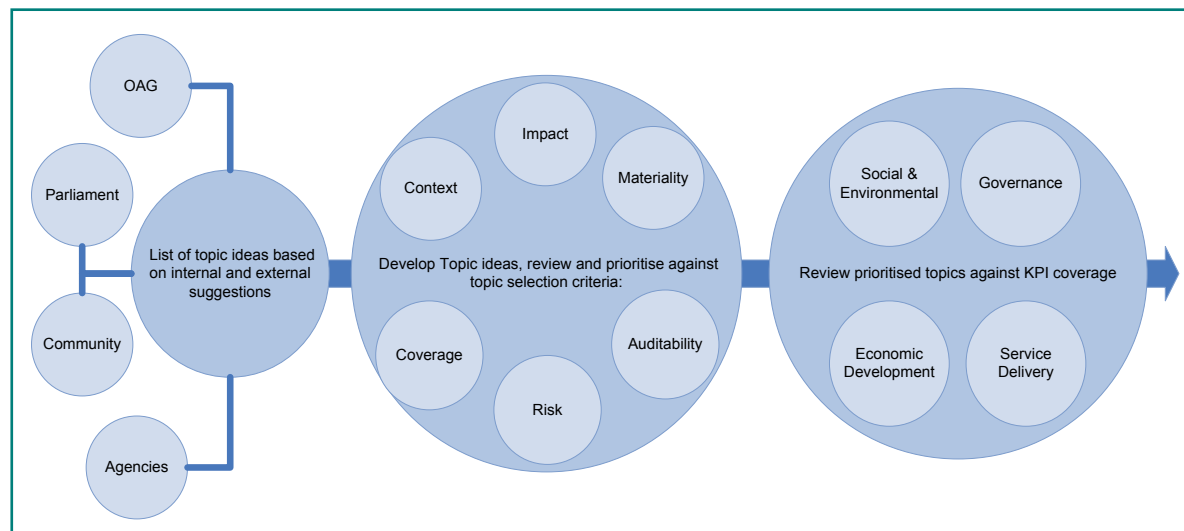 OAG
Parliament
List of topic ideas based
on internal and external
suggestions
Community
Agencies
Impact
Context
Materiality
Develop Topic ideas, review and prioritise against
topic selection criteria:
Coverage
Auditability
Risk
Social &
Environmental
Governance
Review prioritised topics against KPI coverage
Economic
Development
Service
Delivery